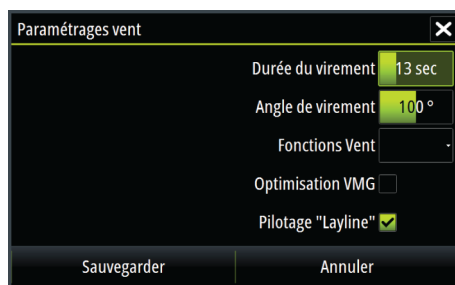 Paramétrages vent
Durée du virement 13 sec
Angle de virement 100 °
Fonctions Vent
Optimisation VMG
Pilotage "Layline"
Sauvegarder Annuler